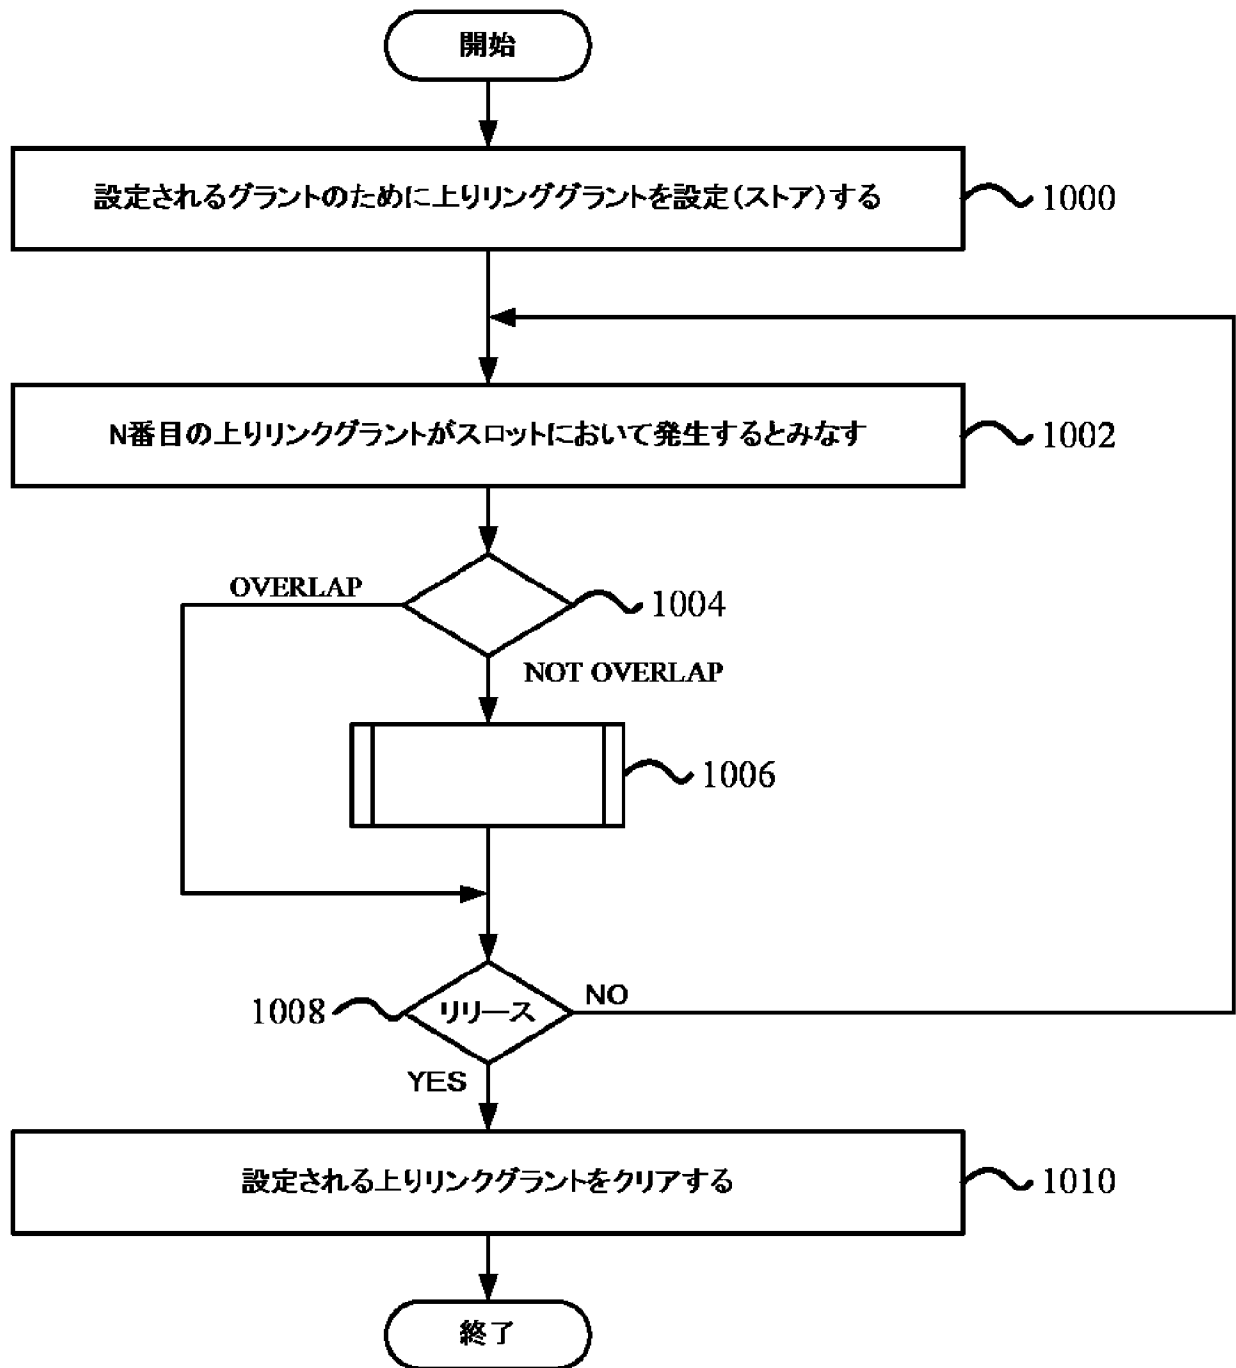 開始
設定されるグラントのために上りリンググラントを設定(ストア)する
1000
N番目の上りリンクグラントがスロットにおいて発生するとみなす
1002
OVERLAP
1004
NOT OVERLAP
1006
1008
リリース
NO
YES
設定される上りリンクグラントをクリアする
1010
終了